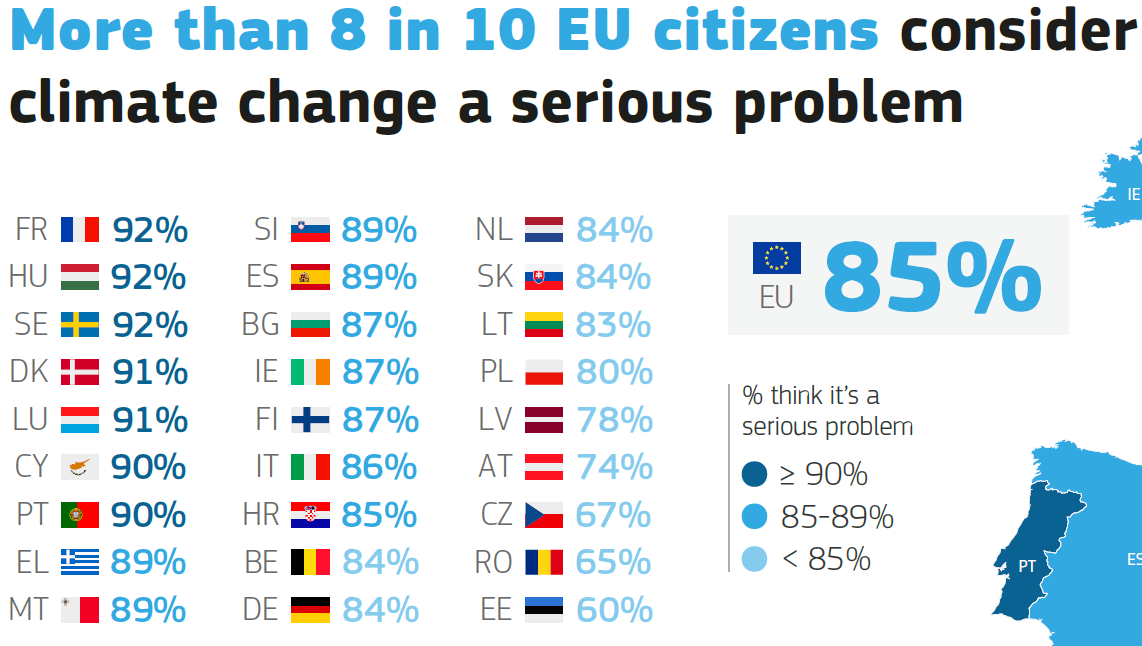 More than 8 in 10 EU citizens consider
climate change a serious problem
FR 92%
HU 92%
SE 92%
DK 91%
LU 91%
CY 90%
PT 90%
EL 89%
MT 89%
SI 89%
ES 89%
BG 87%
IE 87%
FI 87%
IT 86%
HR 85%
BE 84%
DE 84%
NL 84%
SK 84%
LT 83%
PL 80%
LV 78%
AT 74%
CZ 67%
RO 65%
EE 60%
EU 85%
% think it's a
serious problem
≥ 90%
85-89%
< 85%
IE
PT
ES